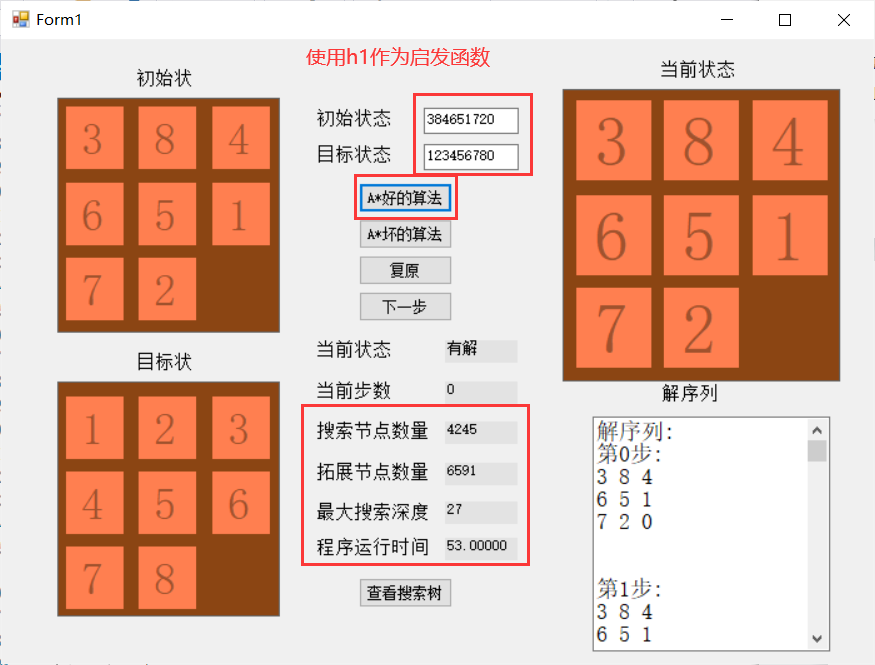 Form1
使用h1作为启发函数
初始状
3 8 4
6 5 1
7 2
目标状
1 2 3
4 5 6
7 8
初始状态 384651720
目标状态 123456780
A*好的算法
A*坏的算法
复原
下一步
当前状态 有解
当前步数 0
搜索节点数量 4245
拓展节点数量 6591
最大搜索深度 27
程序运行时间 53.00000
查看搜索树
当前状态
3 8 4
6 5 1
7 2
解序列
解序列:
第0步:
3 8 4
6 5 1
7 2 0
第1步:
3 8 4
6 5 1